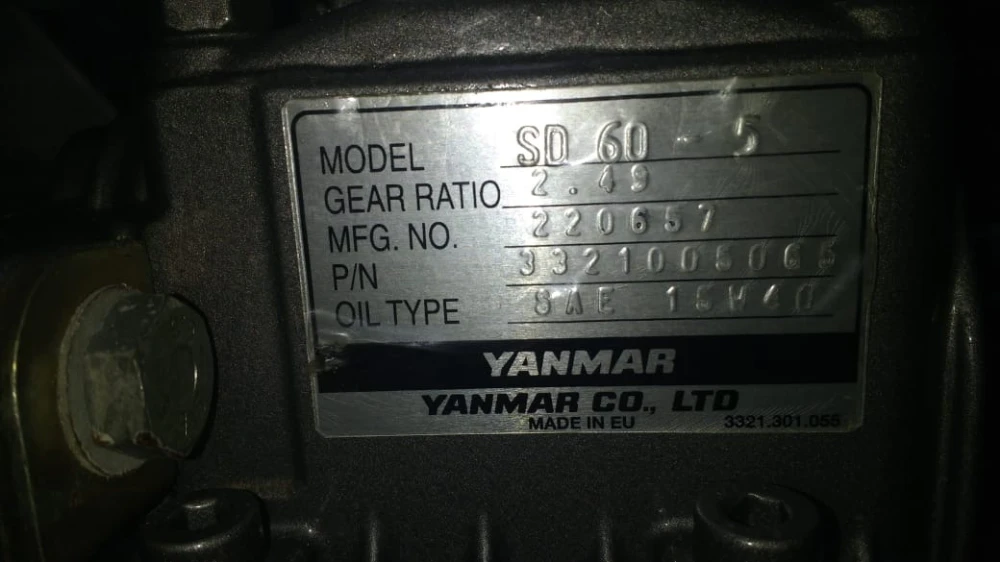 MODEL SD 60 - 5
GEAR RATIO 2.49
MFG. NO. 220657
P/N 3321005065
OIL TYPE SAE 15W40
YANMAR
YANMAR CO., LTD
MADE IN EU 3321.301.055